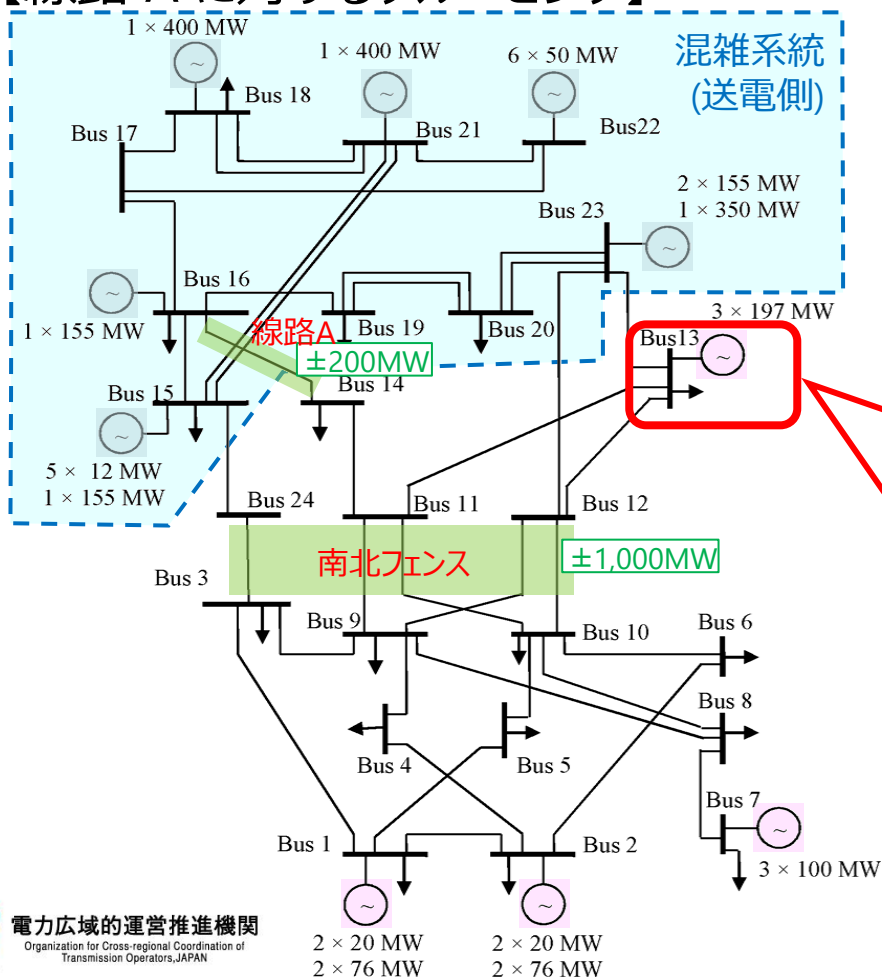 1 × 400 MW
1 × 400 MW
6 × 50 MW
混雑系統
(送電側)
Bus 18
Bus 17
Bus 21
Bus22
2 × 155 MW
1 × 350 MW
Bus 23
Bus 16
3 × 197 MW
1 × 155 MW
線路A
Bus 19
Bus 20
Bus13
±200MW
Bus 15
Bus 14
5 × 12 MW
1 × 155 MW
Bus 24
Bus 11
Bus 12
南北フェンス
±1,000MW
Bus 3
Bus 9
Bus 10
Bus 6
Bus 8
Bus 4
Bus 5
Bus 7
Bus 1
Bus 2
3 × 100 MW
2 × 20 MW
2 × 76 MW
2 × 20 MW
2 × 76 MW
電力広域的運営推進機関
Organization for Cross-regional Coordination of
Transmission Operators,JAPAN